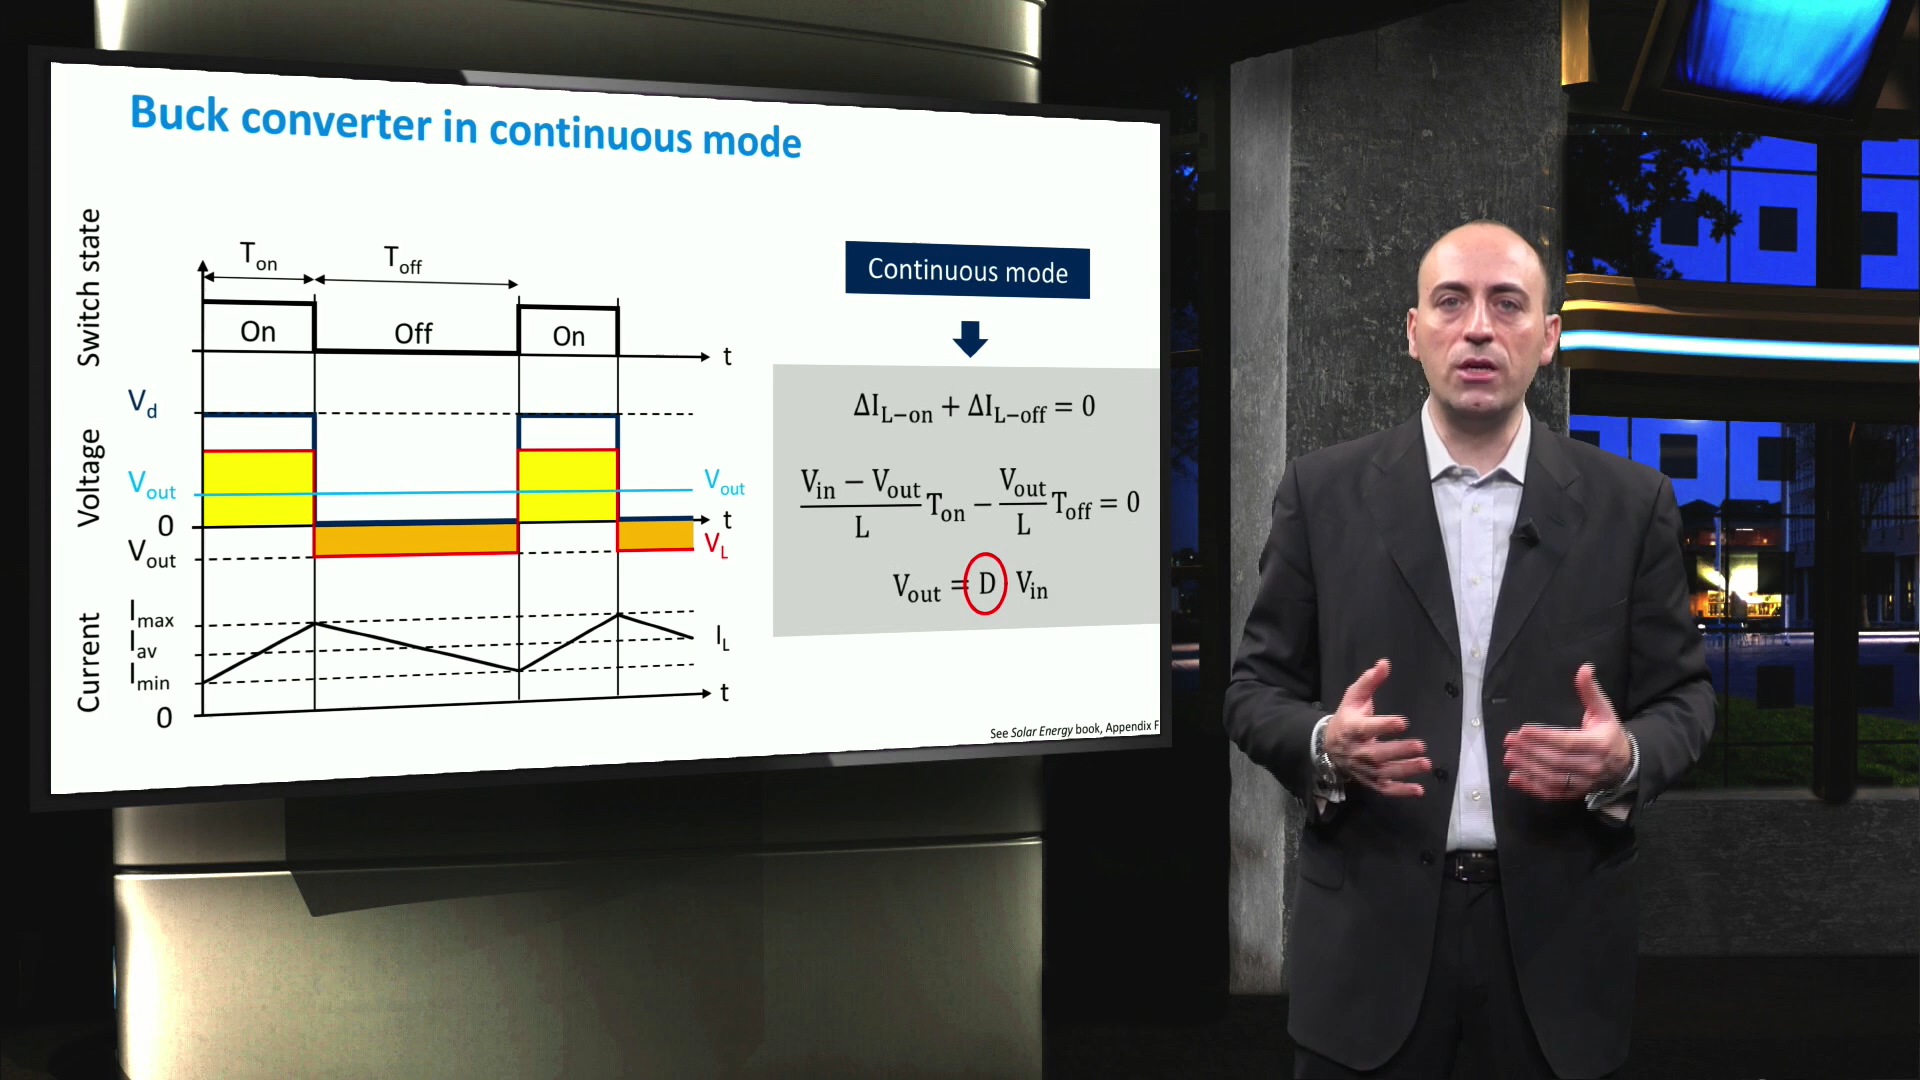 Buck converter in continuous mode
Switch state
T_on
T_off
On
Off
On
t
Voltage
V_d
V_out
V_out
0
t
V_out
V_L
Current
I_max
I_av
I_min
I_L
0
t
Continuous mode
ΔI_L−on + ΔI_L−off = 0
V_in − V_out / L T_on − V_out / L T_off = 0
V_out = D V_in
See Solar Energy book, Appendix F